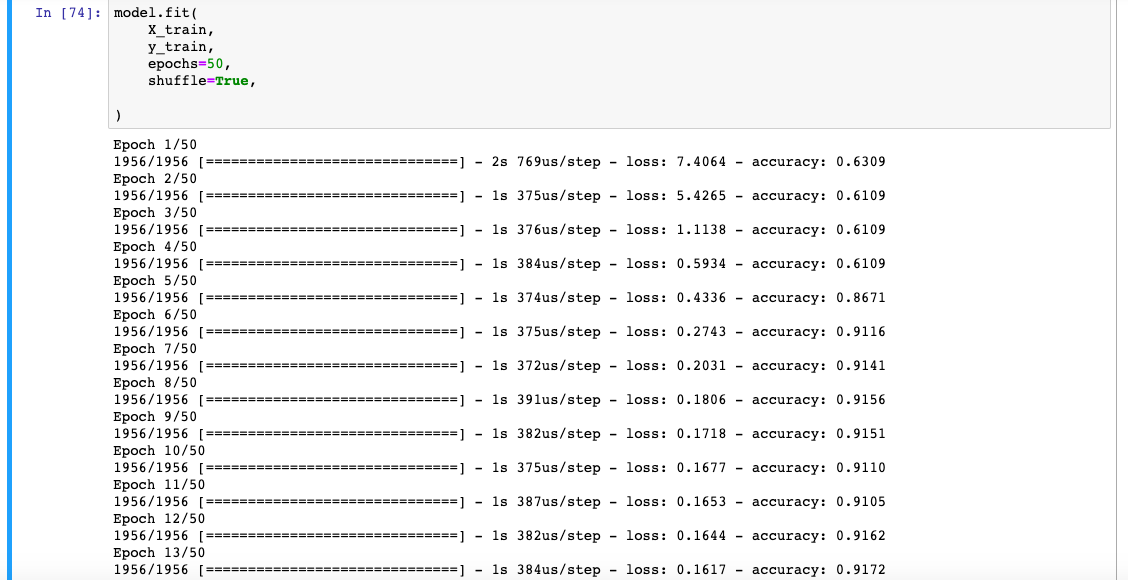 In [74]: model.fit(
X_train,
y_train,
epochs=50,
shuffle=True,
)
Epoch 1/50
1956/1956 [==============================] - 2s 769us/step - loss: 7.4064 - accuracy: 0.6309
Epoch 2/50
1956/1956 [==============================] - 1s 375us/step - loss: 5.4265 - accuracy: 0.6109
Epoch 3/50
1956/1956 [==============================] - 1s 376us/step - loss: 1.1138 - accuracy: 0.6109
Epoch 4/50
1956/1956 [==============================] - 1s 384us/step - loss: 0.5934 - accuracy: 0.6109
Epoch 5/50
1956/1956 [==============================] - 1s 374us/step - loss: 0.4336 - accuracy: 0.8671
Epoch 6/50
1956/1956 [==============================] - 1s 375us/step - loss: 0.2743 - accuracy: 0.9116
Epoch 7/50
1956/1956 [==============================] - 1s 372us/step - loss: 0.2031 - accuracy: 0.9141
Epoch 8/50
1956/1956 [==============================] - 1s 391us/step - loss: 0.1806 - accuracy: 0.9156
Epoch 9/50
1956/1956 [==============================] - 1s 382us/step - loss: 0.1718 - accuracy: 0.9151
Epoch 10/50
1956/1956 [==============================] - 1s 375us/step - loss: 0.1677 - accuracy: 0.9110
Epoch 11/50
1956/1956 [==============================] - 1s 387us/step - loss: 0.1653 - accuracy: 0.9105
Epoch 12/50
1956/1956 [==============================] - 1s 382us/step - loss: 0.1644 - accuracy: 0.9162
Epoch 13/50
1956/1956 [==============================] - 1s 384us/step - loss: 0.1617 - accuracy: 0.9172